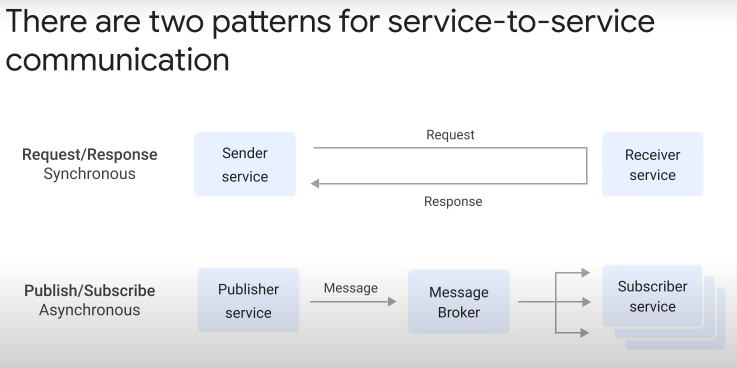 There are two patterns for service-to-service
communication
Request/Response
Synchronous
Sender
service
Request
Response
Receiver
service
Publish/Subscribe
Asynchronous
Publisher
service
Message
Message
Broker
Subscriber
service